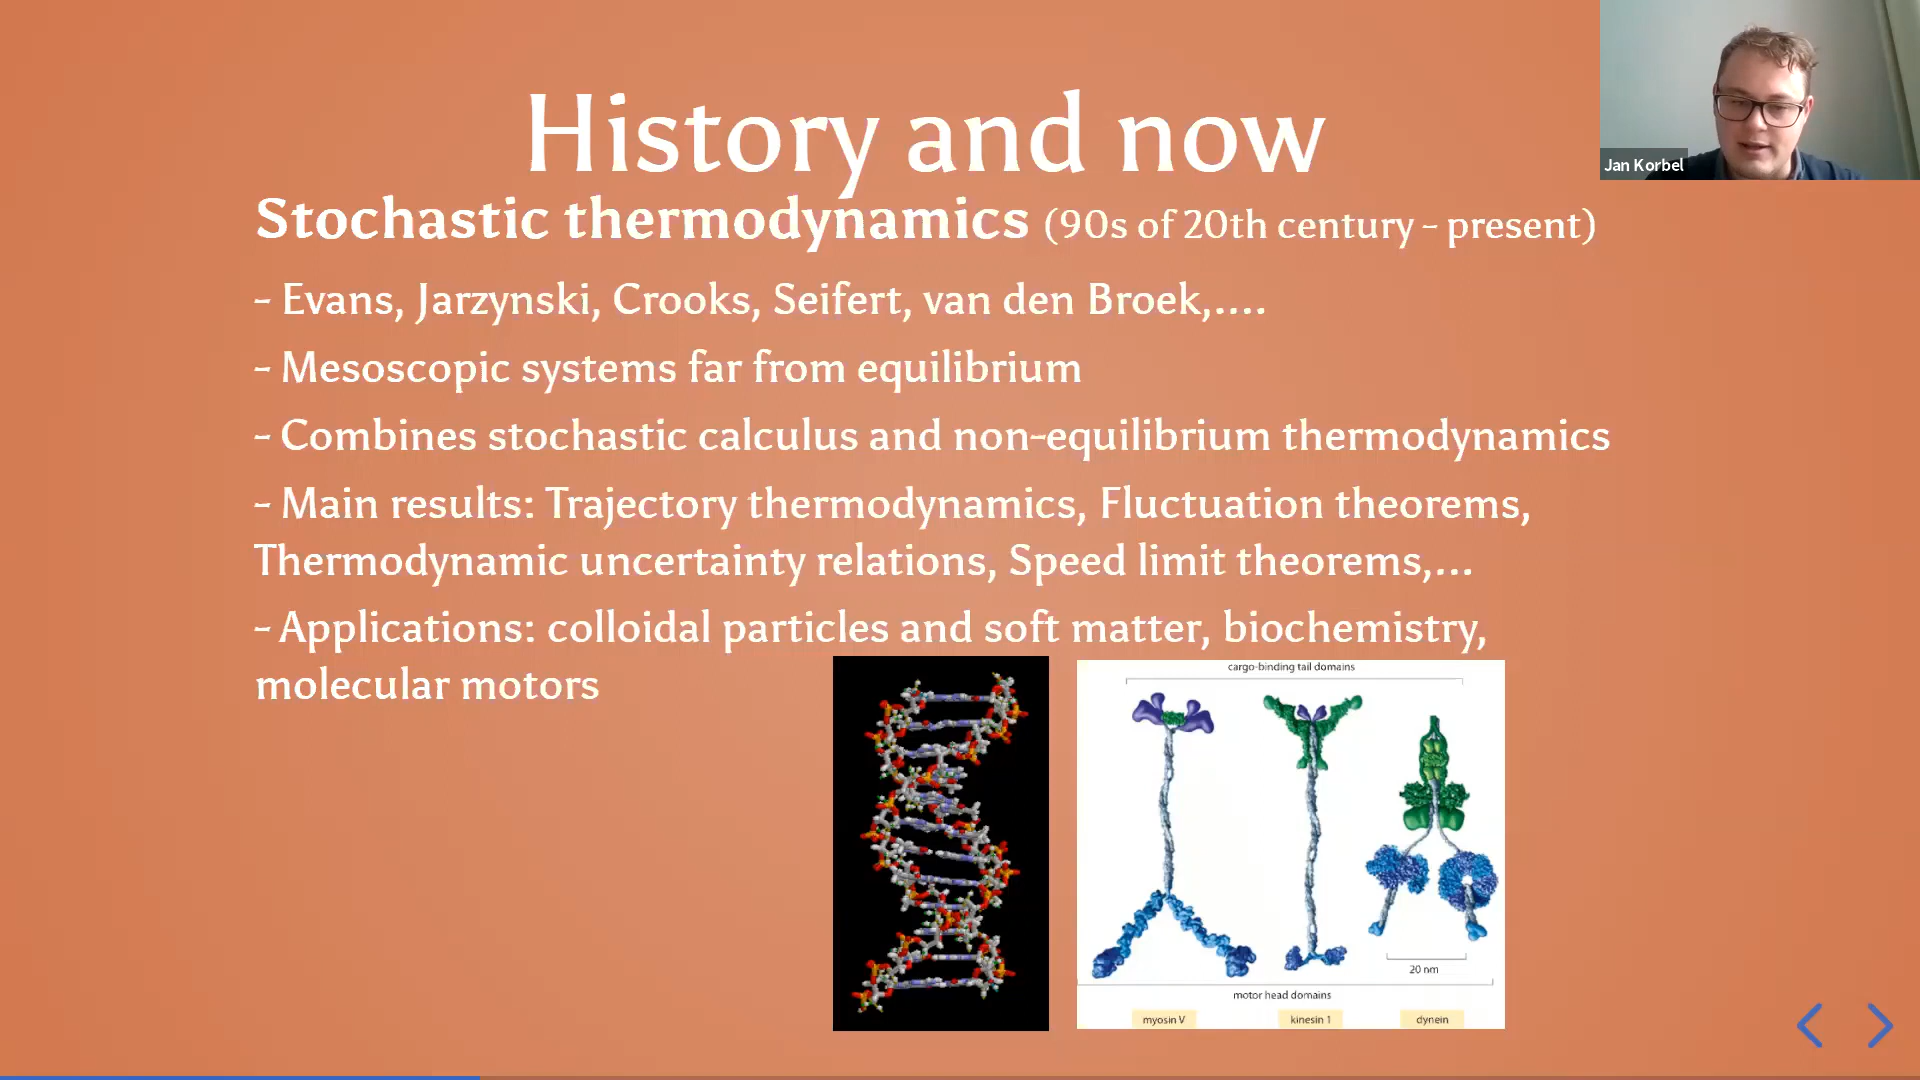 History and now
Jan Korbel
Stochastic thermodynamics (90s of 20th century - present)
- Evans, Jarzynski, Crooks, Seifert, van den Broek,....
- Mesoscopic systems far from equilibrium
- Combines stochastic calculus and non-equilibrium thermodynamics
- Main results: Trajectory thermodynamics, Fluctuation theorems,
Thermodynamic uncertainty relations, Speed limit theorems,...
- Applications: colloidal particles and soft matter, biochemistry,
molecular motors
cargo-binding tail domains
20 nm
motor head domains
myosin V
kinesin 1
dynein